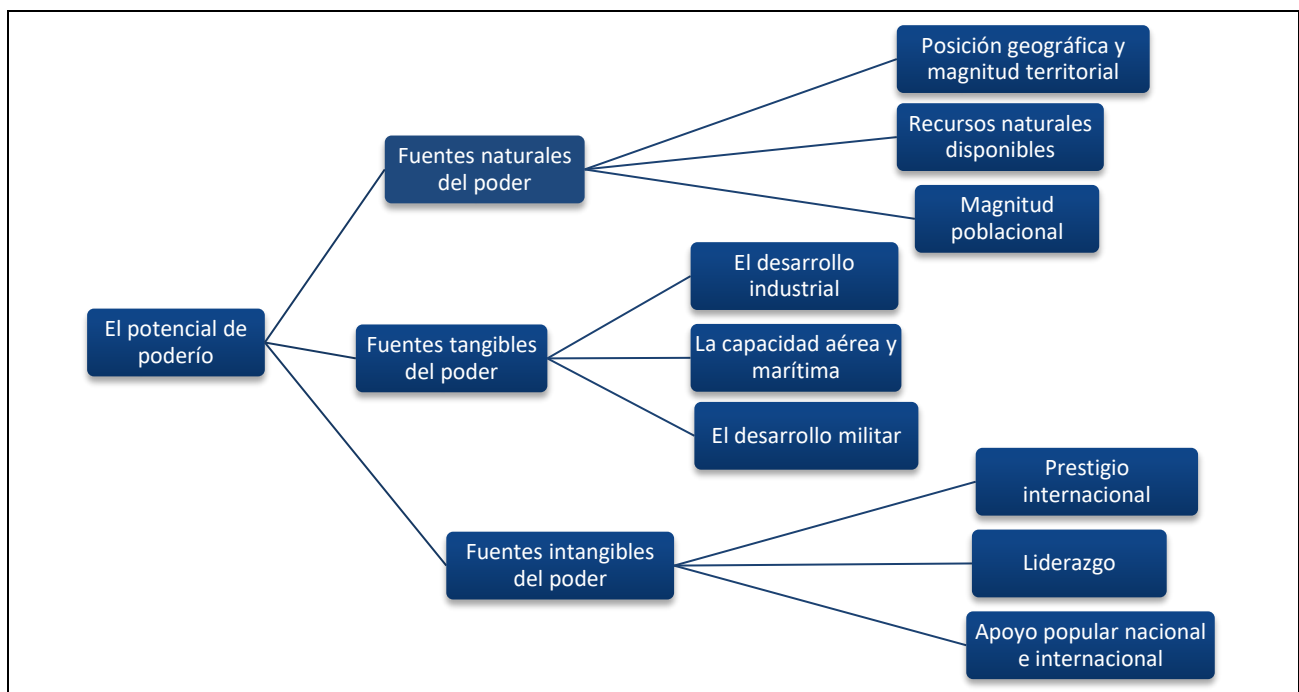 El potencial de
poderío
Fuentes naturales
del poder
Posición geográfica y
magnitud territorial
Recursos naturales
disponibles
Magnitud
poblacional
Fuentes tangibles
del poder
El desarrollo
industrial
La capacidad aérea y
marítima
El desarrollo militar
Fuentes intangibles
del poder
Prestigio
internacional
Liderazgo
Apoyo popular nacional
e internacional